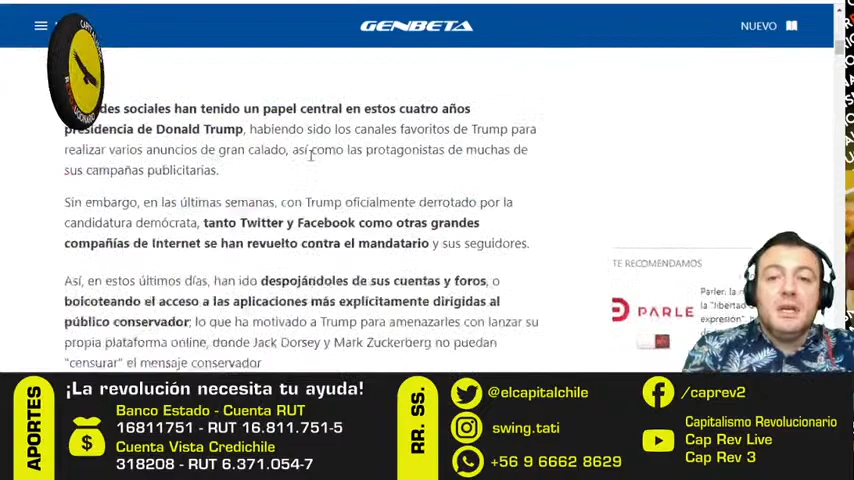 GENBETA
NUEVO
des sociales han tenido un papel central en estos cuatro años
presidencia de Donald Trump, habiendo sido los canales favoritos de Trump para
realizar varios anuncios de gran calado, así como las protagonistas de muchas de
sus campañas publicitarias.
Sin embargo, en las últimas semanas, con Trump oficialmente derrotado por la
candidatura demócrata, tanto Twitter y Facebook como otras grandes
compañías de Internet se han revuelto contra el mandatario y sus seguidores.
Así, en estos últimos días, han ido despojándoles de sus cuentas y foros, o
boicoteando el acceso a las aplicaciones más explícitamente dirigidas al
público conservador; lo que ha motivado a Trump para amenazarles con lanzar su
propia plataforma online, donde Jack Dorsey y Mark Zuckerberg no puedan
"censurar" el mensaje conservador
TE RECOMENDAMOS
PARLE
Parler: la
la "libertad
expresión"
APORTES
¡La revolución necesita tu ayuda!
Banco Estado - Cuenta RUT
16811751 - RUT 16.811.751-5
Cuenta Vista Credichile
318208 - RUT 6.371.054-7
RR. SS.
@elcapitalchile
swing.tati
+56 9 6662 8629
/caprev2
Capitalismo Revolucionario
Cap Rev Live
Cap Rev 3